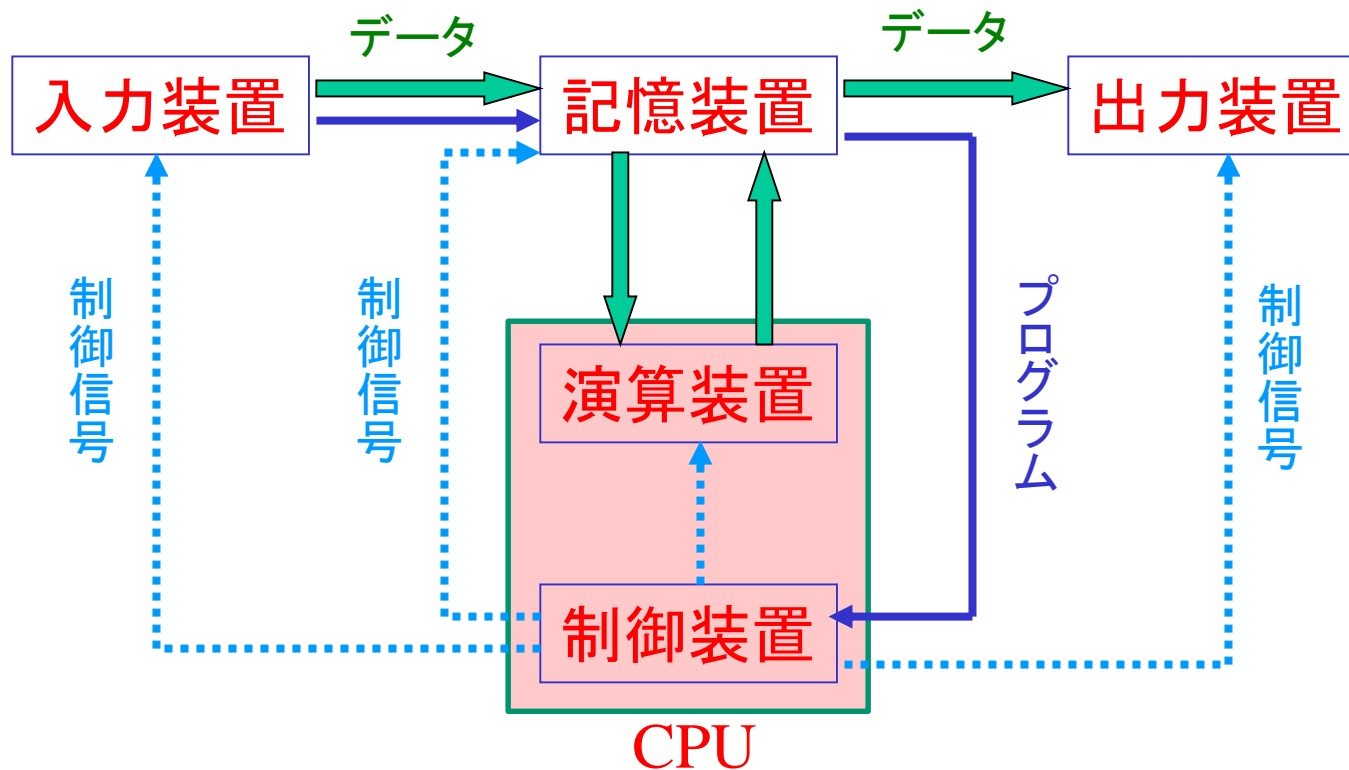 データ
データ
入力装置
記憶装置
出力装置
制御信号
制御信号
プログラム
制御信号
演算装置
制御装置
CPU